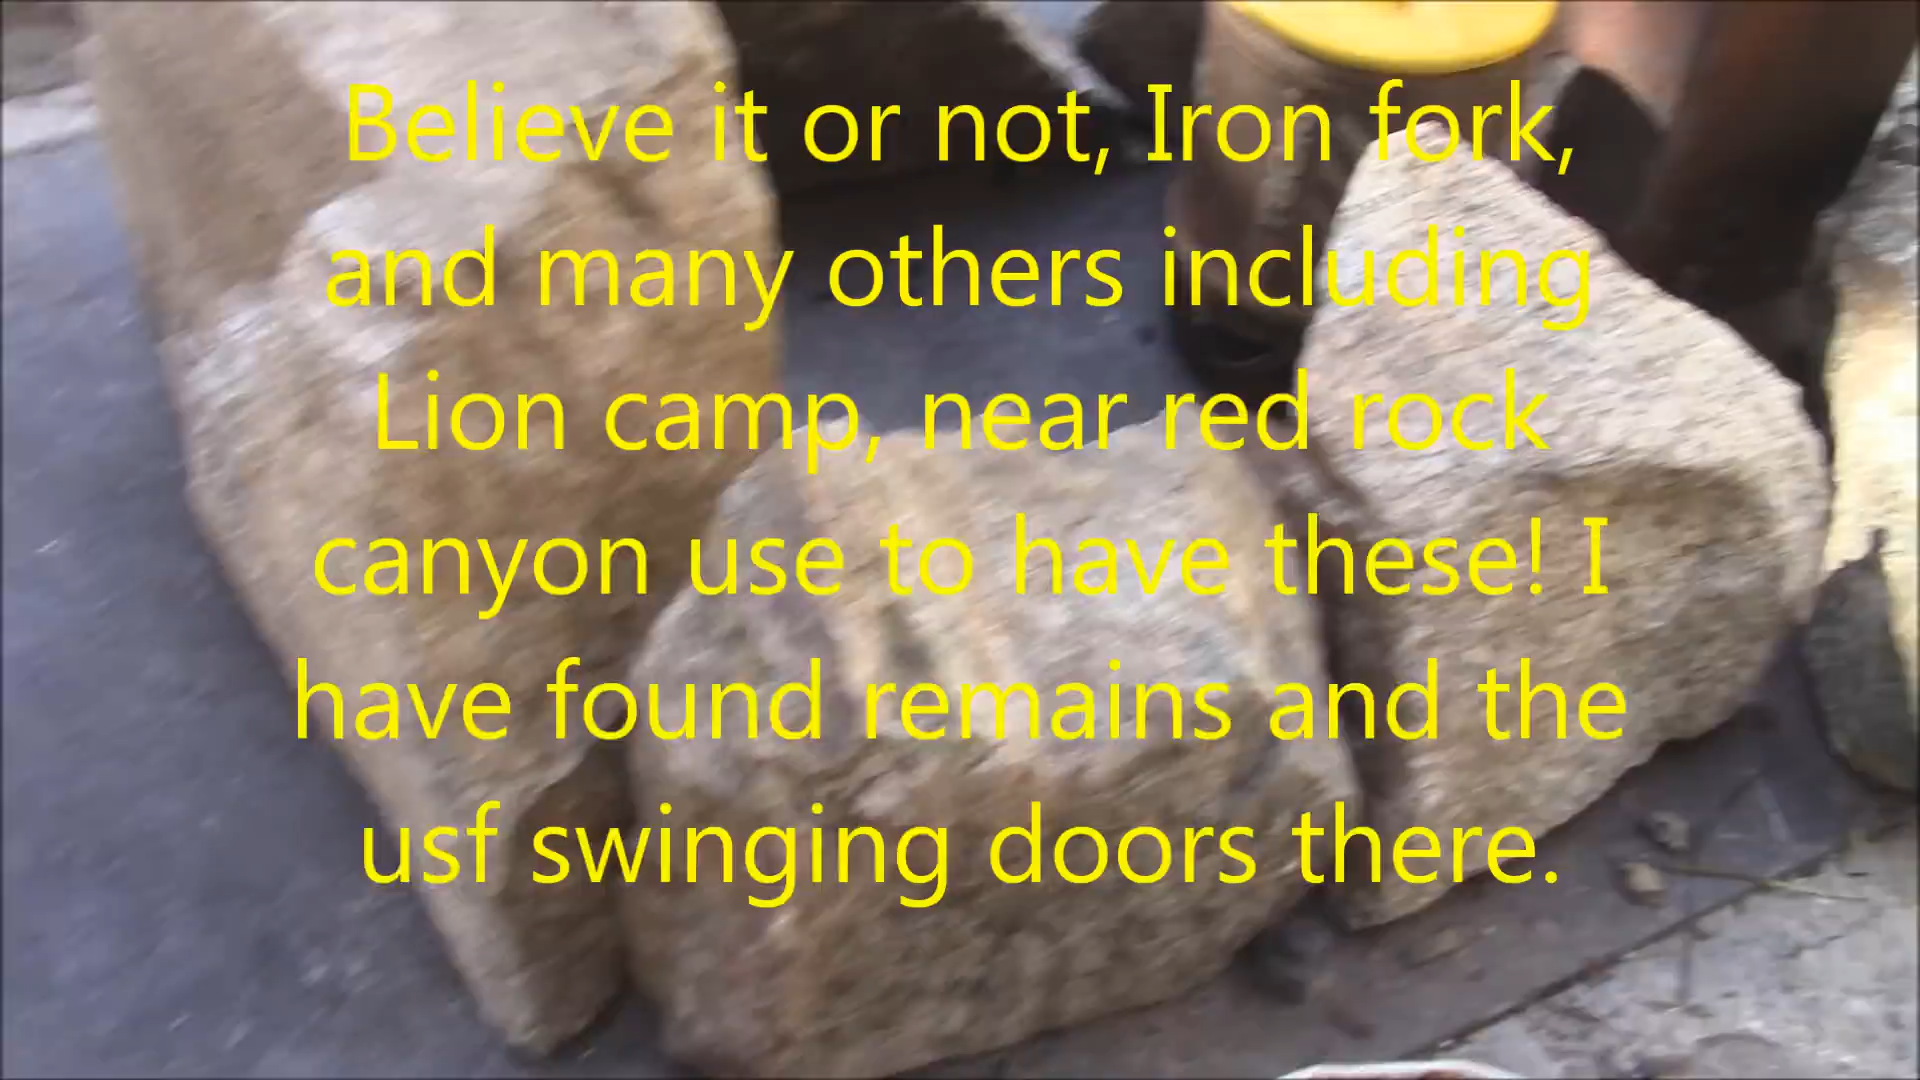 Believe it or not, Iron fork,
and many others including
Lion camp, near red rock
canyon use to have these! I
have found remains and the
usf swinging doors there.